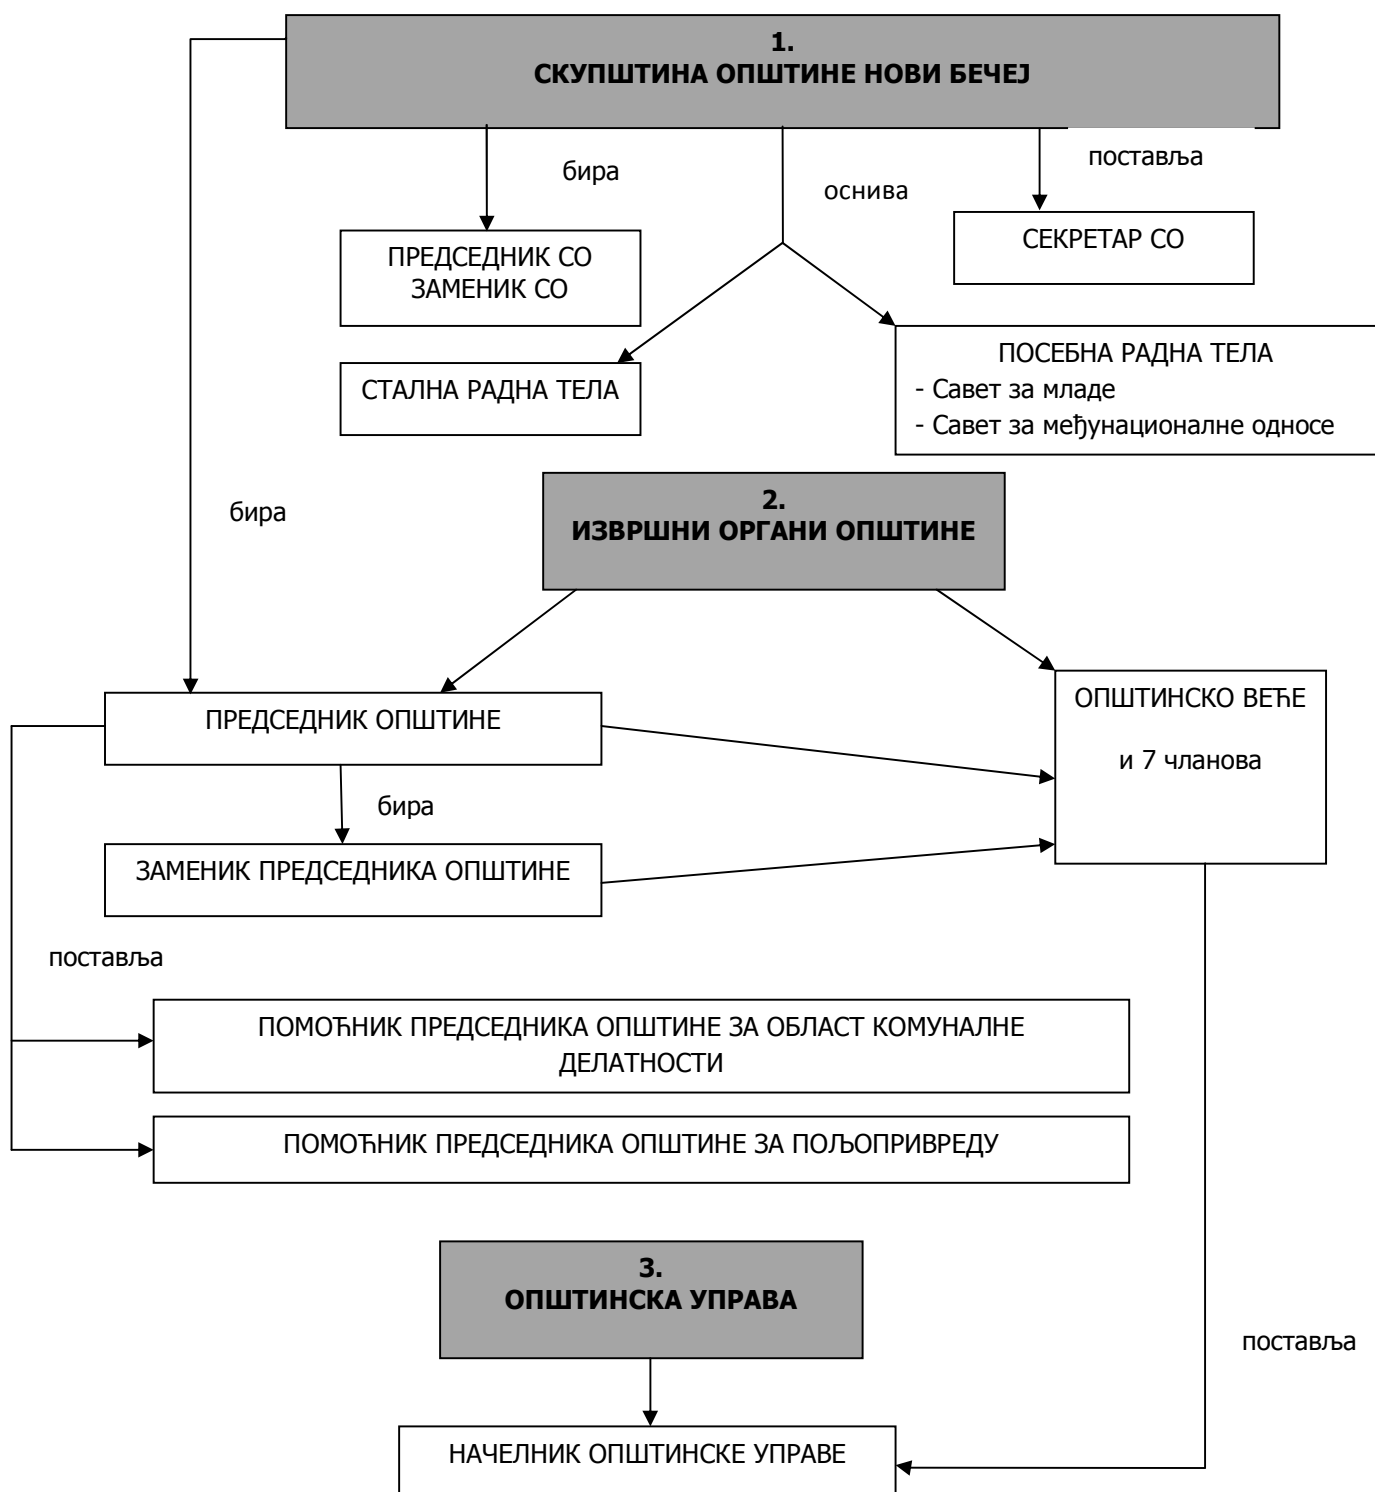 1.
СКУПШТИНА ОПШТИНЕ НОВИ БЕЧЕЈ
бира
оснива
поставља
ПРЕДСЕДНИК СО
ЗАМЕНИК СО
СЕКРЕТАР СО
СТАЛНА РАДНА ТЕЛА
ПОСЕБНА РАДНА ТЕЛА
- Савет за младе
- Савет за међунационалне односе
бира
2.
ИЗВРШНИ ОРГАНИ ОПШТИНЕ
ПРЕДСЕДНИК ОПШТИНЕ
ОПШТИНСКО ВЕЋЕ
и 7 чланова
бира
ЗАМЕНИК ПРЕДСЕДНИКА ОПШТИНЕ
поставља
ПОМОЋНИК ПРЕДСЕДНИКА ОПШТИНЕ ЗА ОБЛАСТ КОМУНАЛНЕ
ДЕЛАТНОСТИ
ПОМОЋНИК ПРЕДСЕДНИКА ОПШТИНЕ ЗА ПОЉОПРИВРЕДУ
3.
ОПШТИНСКА УПРАВА
поставља
НАЧЕЛНИК ОПШТИНСКЕ УПРАВЕ